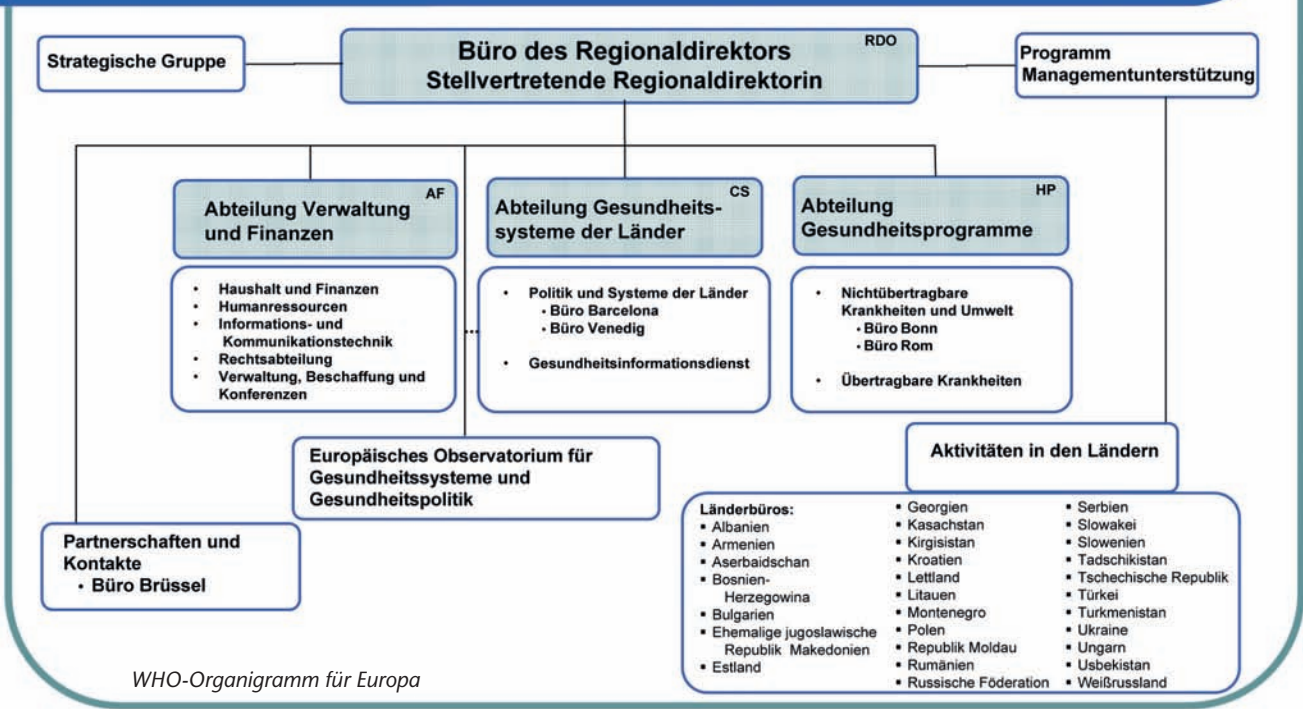 Strategische Gruppe
Büro des Regionaldirektors
Stellvertretende Regionaldirektorin
RDO
Programm
Managementunterstützung
Abteilung Verwaltung
und Finanzen
AF
• Haushalt und Finanzen
• Humanressourcen
• Informations- und
Kommunikationstechnik
• Rechtsabteilung
• Verwaltung, Beschaffung und
Konferenzen
Abteilung Gesundheits-
systeme der Länder
CS
• Politik und Systeme der Länder
• Büro Barcelona
• Büro Venedig
• Gesundheitsinformationsdienst
Abteilung
Gesundheitsprogramme
HP
• Nichtübertragbare
Krankheiten und Umwelt
• Büro Bonn
• Büro Rom
• Übertragbare Krankheiten
Europäisches Observatorium für
Gesundheitssysteme und
Gesundheitspolitik
Partnerschaften und
Kontakte
• Büro Brüssel
Aktivitäten in den Ländern
Länderbüros:
▪ Albanien
▪ Armenien
▪ Aserbaidschan
▪ Bosnien-
Herzegowina
▪ Bulgarien
▪ Ehemalige jugoslawische
Republik Makedonien
▪ Estland
▪ Georgien
▪ Kasachstan
▪ Kirgisistan
▪ Kroatien
▪ Lettland
▪ Litauen
▪ Montenegro
▪ Polen
▪ Republik Moldau
▪ Rumänien
▪ Russische Föderation
▪ Serbien
▪ Slowakei
▪ Slowenien
▪ Tadschikistan
▪ Tschechische Republik
▪ Türkei
▪ Turkmenistan
▪ Ukraine
▪ Ungarn
▪ Usbekistan
▪ Weißrussland
WHO-Organigramm für Europa